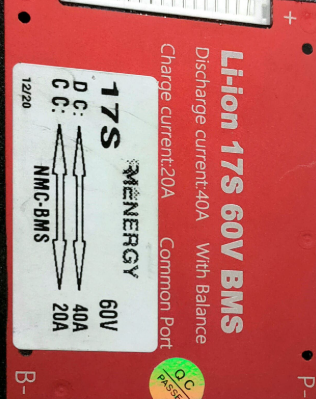 Li-ion 17S 60V BMS
Discharge current:40A With Balance
Charge current:20A Common Port
MENERGY
17S 60V
D C: 40A
C C: 20A
NMC-BMS
12/20
QC
PASSE
+
P-
B-